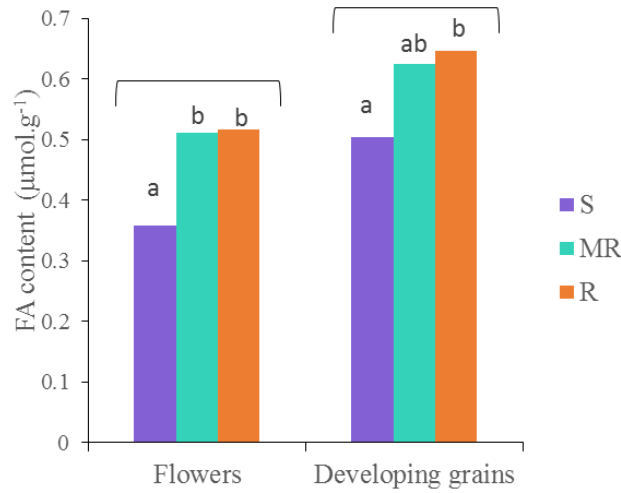 FA content (µmol.g⁻¹)
0.7
0.6
0.5
0.4
0.3
0.2
0.1
0
a
b
b
a
ab
b
Flowers
Developing grains
S
MR
R